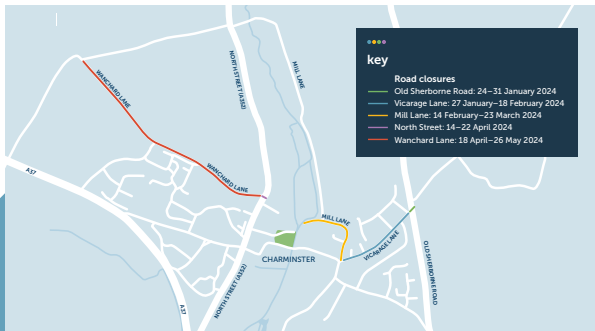 key
Road closures
Old Sherborne Road: 24–31 January 2024
Vicarage Lane: 27 January–18 February 2024
Mill Lane: 14 February–23 March 2024
North Street: 14–22 April 2024
Wanchard Lane: 18 April–26 May 2024
WANCHARD LANE
NORTH STREET (A352)
MILL LANE
A37
WANCHARD LANE
MILL LANE
VICARAGE LANE
CHARMINSTER
OLD SHERBORNE ROAD
NORTH STREET (A352)
A37